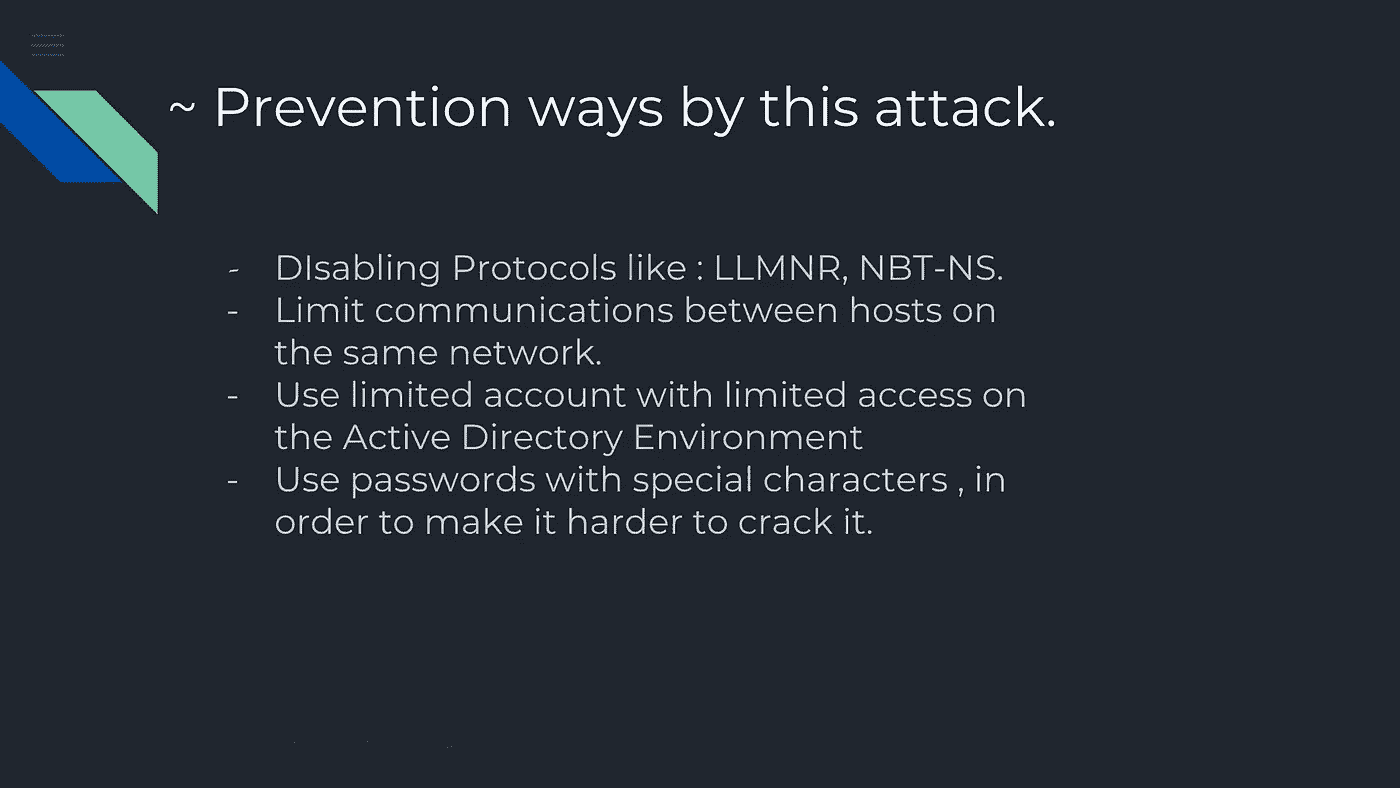 ~ Prevention ways by this attack.
- DIsabling Protocols like : LLMNR, NBT-NS.
- Limit communications between hosts on
the same network.
- Use limited account with limited access on
the Active Directory Environment
- Use passwords with special characters , in
order to make it harder to crack it.